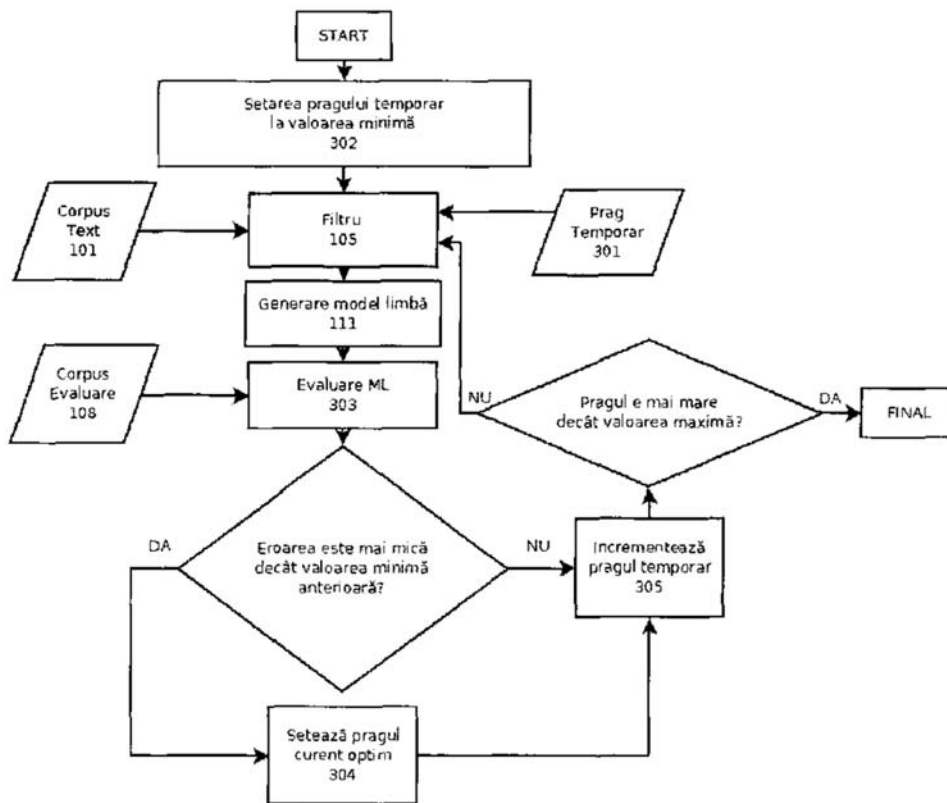 START
Setarea pragului temporar
la valoarea minimă
302
Corpus
Text
101
Filtru
105
Prag
Temporar
301
Generare model limbă
111
Corpus
Evaluare
108
Evaluare ML
303
NU
Pragul e mai mare
decât valoarea maximă?
DA
FINAL
DA
Eroarea este mai mică
decât valoarea minimă
anterioară?
NU
Incrementează
pragul temporar
305
Setează pragul
curent optim
304